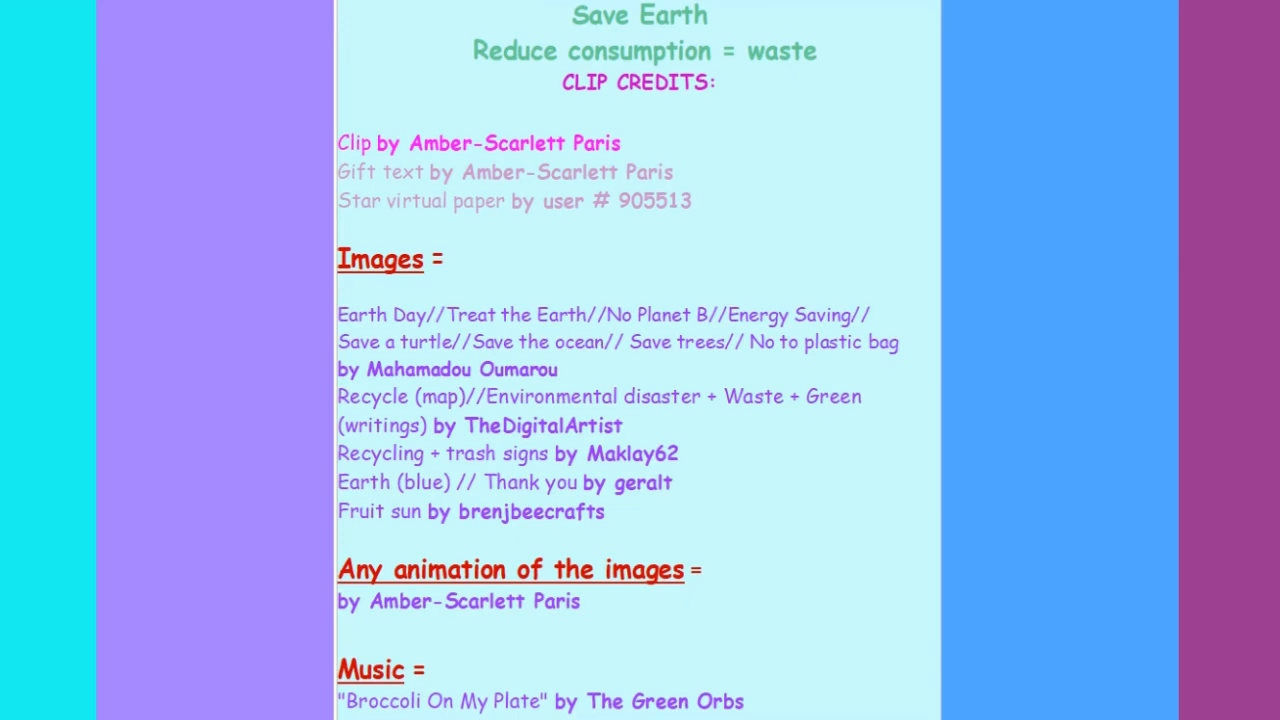 Save Earth
Reduce consumption = waste
CLIP CREDITS:
Clip by Amber-Scarlett Paris
Gift text by Amber-Scarlett Paris
Star virtual paper by user # 905513
Images =
Earth Day//Treat the Earth//No Planet B//Energy Saving//
Save a turtle//Save the ocean// Save trees// No to plastic bag
by Mahamadou Oumarou
Recycle (map)//Environmental disaster + Waste + Green
(writings) by TheDigitalArtist
Recycling + trash signs by Maklay62
Earth (blue) // Thank you by geralt
Fruit sun by brenjbeecrafts
Any animation of the images =
by Amber-Scarlett Paris
Music =
"Broccoli On My Plate" by The Green Orbs